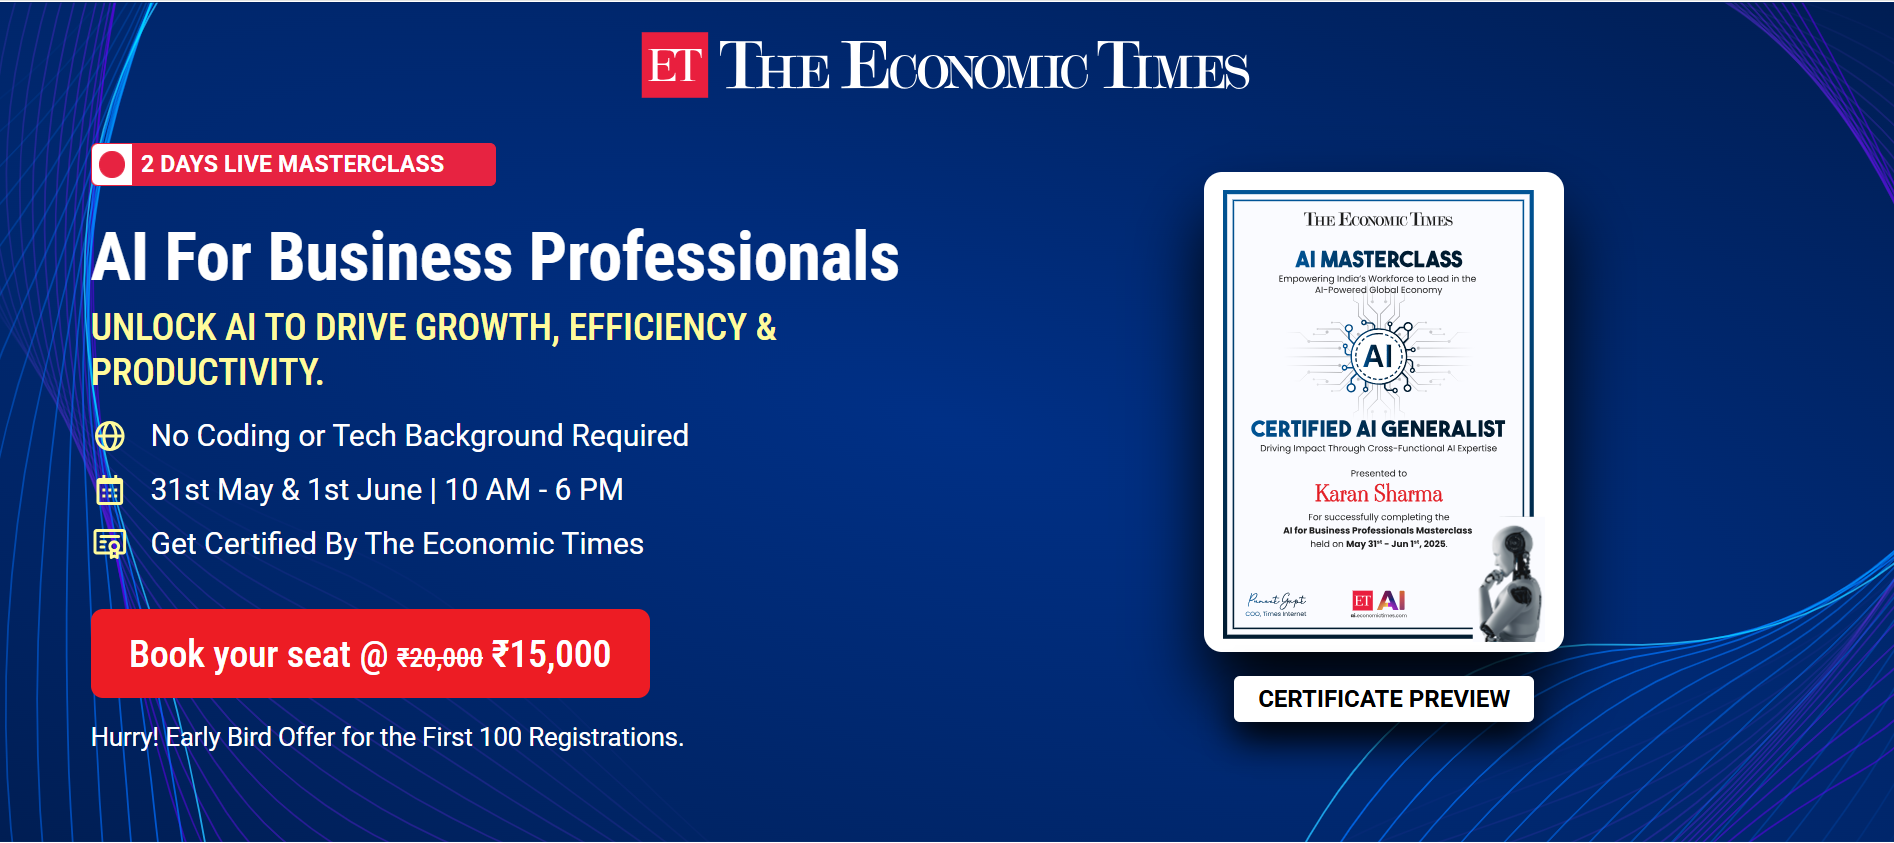 ET THE ECONOMIC TIMES
2 DAYS LIVE MASTERCLASS
AI For Business Professionals
UNLOCK AI TO DRIVE GROWTH, EFFICIENCY &
PRODUCTIVITY.
No Coding or Tech Background Required
31st May & 1st June | 10 AM - 6 PM
Get Certified By The Economic Times
Book your seat @ ₹20,000 ₹15,000
Hurry! Early Bird Offer for the First 100 Registrations.
THE ECONOMIC TIMES
AI MASTERCLASS
Empowering India's Workforce to Lead in the
AI-Powered Global Economy
AI
CERTIFIED AI GENERALIST
Driving Impact Through Cross-Functional AI Expertise
Presented to
Karan Sharma
For successfully completing the
AI for Business Professionals Masterclass
held on May 31st - Jun 1st, 2025.
COO, Times Internet
ET AI
ai.economictimes.com
CERTIFICATE PREVIEW